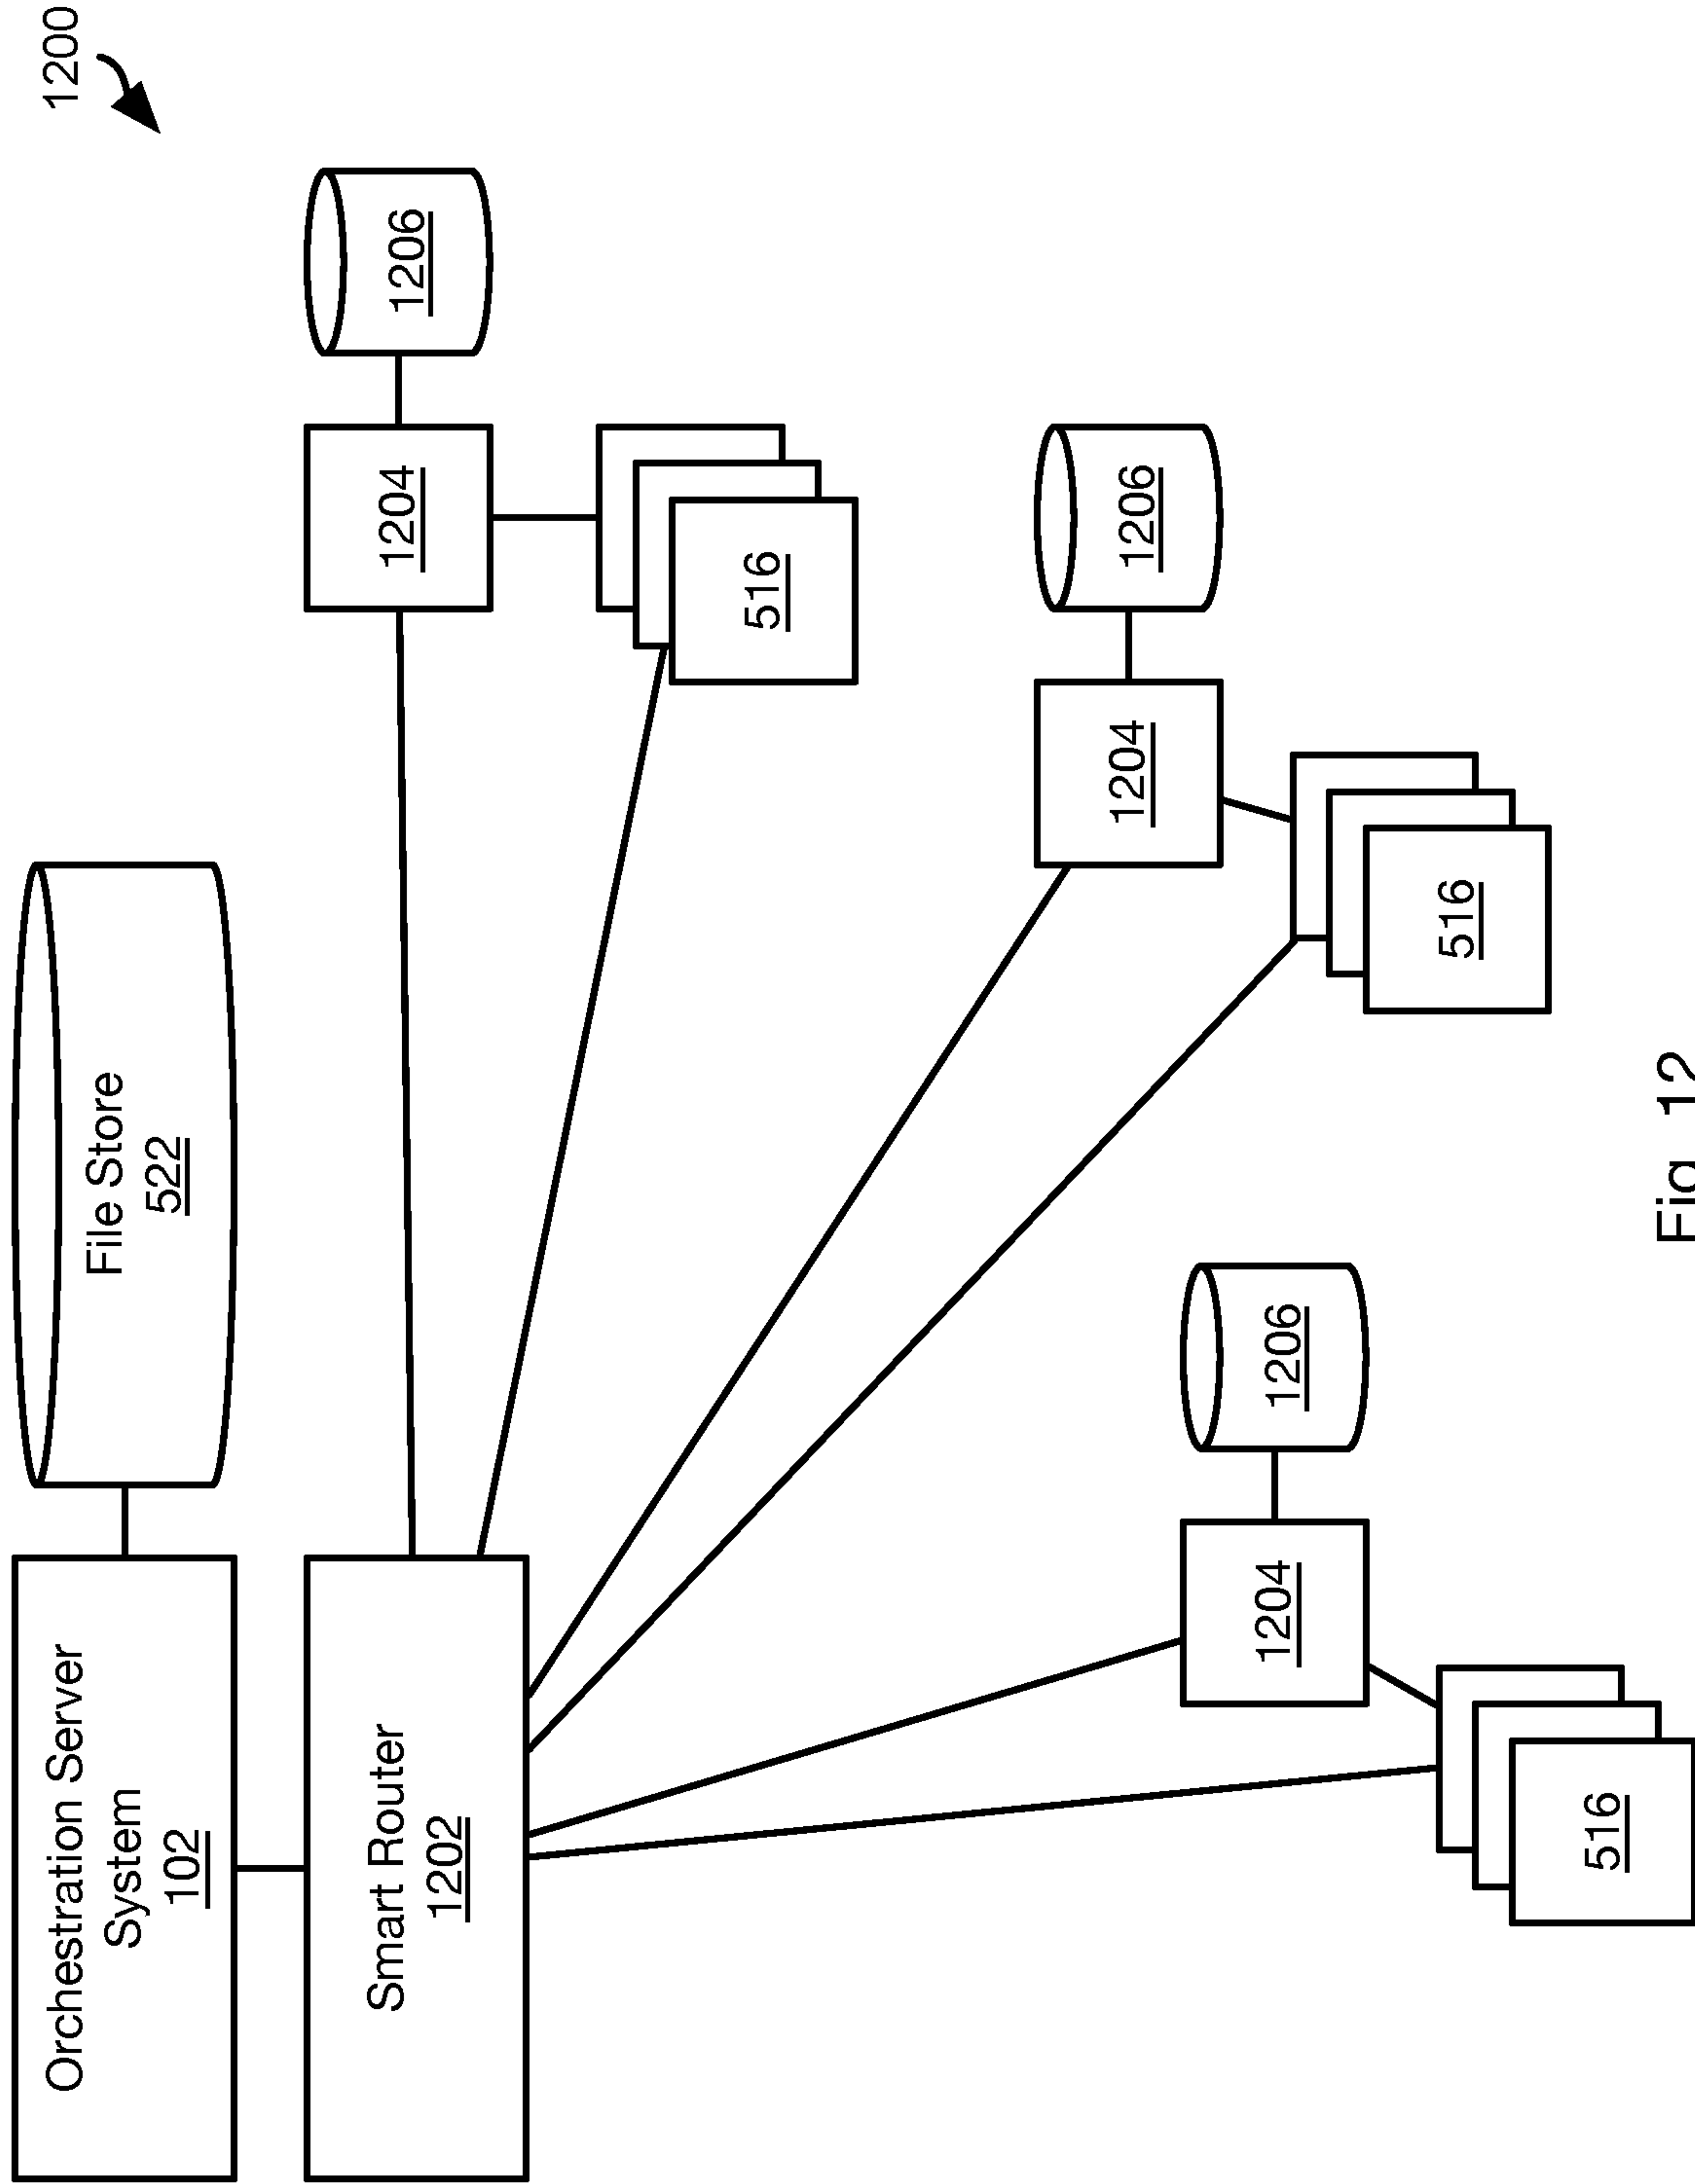 1200
Orchestration Server
System
102
File Store
522
Smart Router
1202
1204
1206
516
1204
1206
516
1204
1206
516
Fig. 12